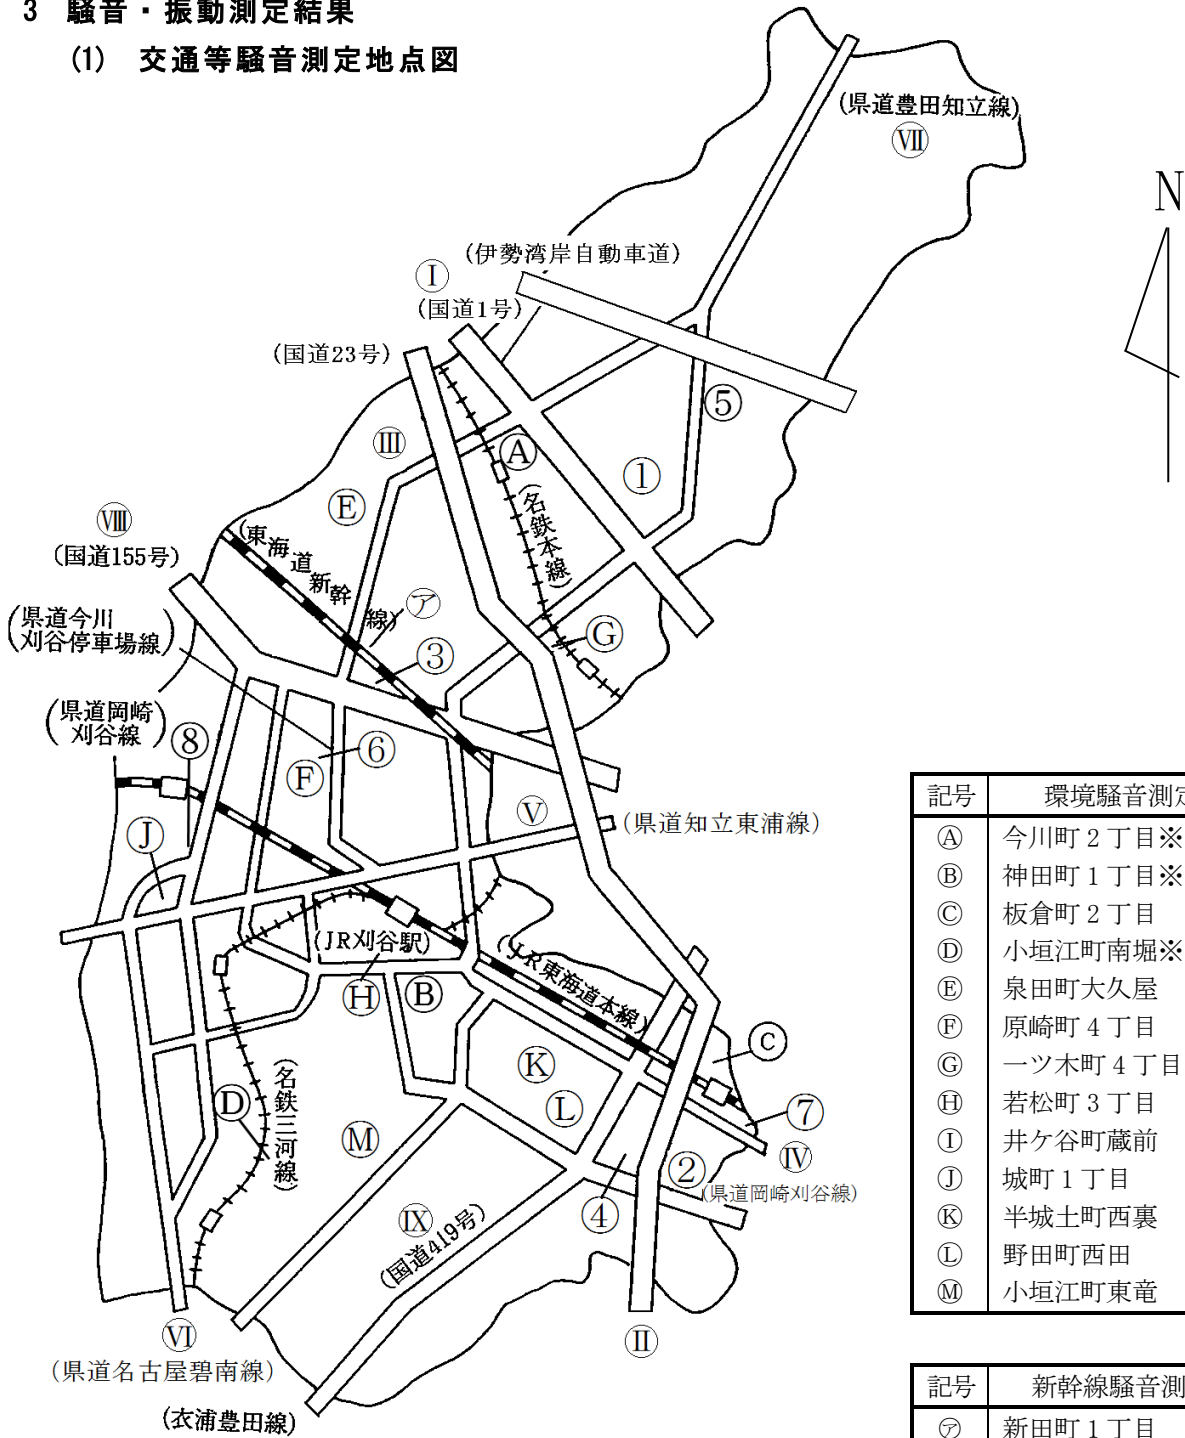 3 騒音・振動測定結果
(1) 交通等騒音測定地点図
(県道豊田知立線)
Ⅶ
N
(伊勢湾岸自動車道)
Ⅰ
(国道1号)
(国道23号)
⑤
Ⅲ
Ⓐ
①
Ⓔ
(名鉄本線)
Ⅷ
(国道155号)
(東海道新幹線)
㋐
(県道今川
刈谷停車場線)
Ⓖ
③
(県道岡崎
刈谷線)
⑧
⑥
Ⓕ
Ⅴ
(県道知立東浦線)
Ⓙ
(JR刈谷駅)
(JR東海道本線)
Ⓗ
Ⓑ
Ⓒ
Ⓚ
Ⓓ
(名鉄三河線)
Ⓛ
⑦
Ⓜ
Ⅳ
②
(県道岡崎刈谷線)
④
Ⅸ
(国道419号)
Ⅵ
Ⅱ
(県道名古屋碧南線)
(衣浦豊田線)
記号 環境騒音測
Ⓐ 今川町2丁目※
Ⓑ 神田町1丁目※
Ⓒ 板倉町2丁目
Ⓓ 小垣江町南堀※
Ⓔ 泉田町大久屋
Ⓕ 原崎町4丁目
Ⓖ 一ツ木町4丁目
Ⓗ 若松町3丁目
Ⓘ 井ケ谷町蔵前
Ⓙ 城町1丁目
Ⓚ 半城土町西裏
Ⓛ 野田町西田
Ⓜ 小垣江町東竜
記号 新幹線騒音測
㋐ 新田町1丁目